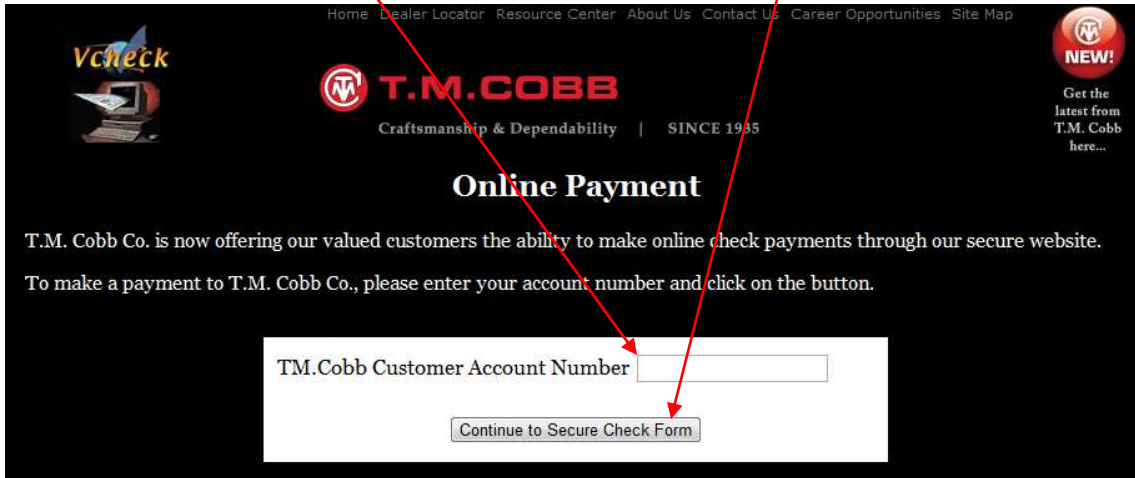 Home Dealer Locator Resource Center About Us Contact Us Career Opportunities Site Map
Vcheck
NEW!
T.M.COBB
Get the
latest from
T.M. Cobb
here...
Craftsmanship & Dependability | SINCE 1935
Online Payment
T.M. Cobb Co. is now offering our valued customers the ability to make online check payments through our secure website.
To make a payment to T.M. Cobb Co., please enter your account number and click on the button.
TM.Cobb Customer Account Number
Continue to Secure Check Form